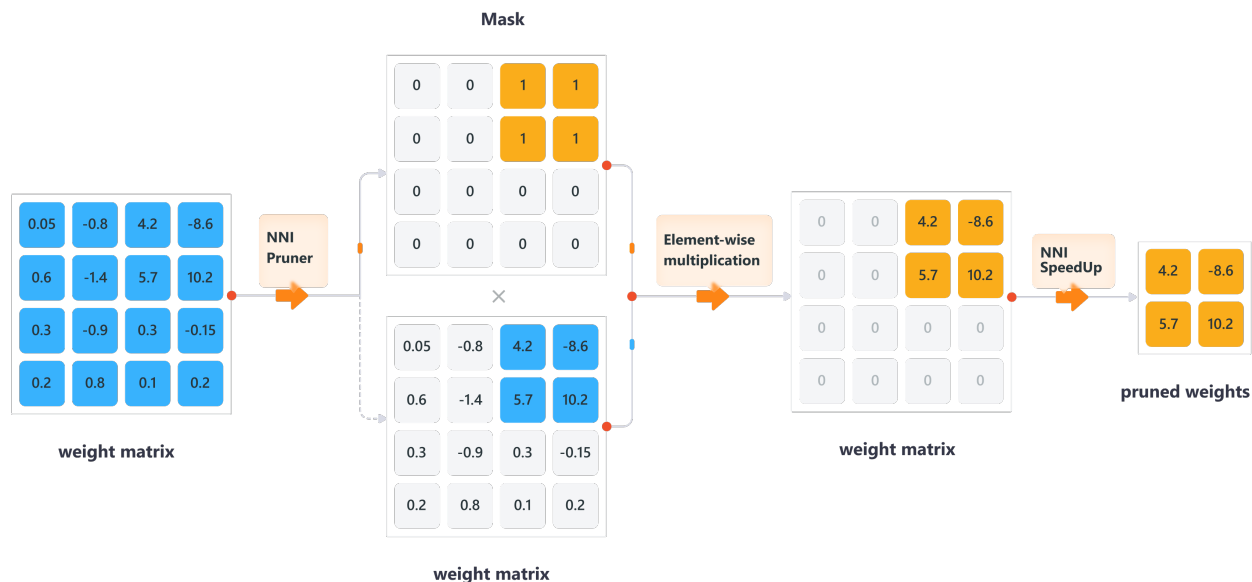 Mask
0 0 1 1
0 0 1 1
0 0 0 0
0 0 0 0
0.05 -0.8 4.2 -8.6
0.6 -1.4 5.7 10.2
0.3 -0.9 0.3 -0.15
0.2 0.8 0.1 0.2
weight matrix
NNI
Pruner
×
0.05 -0.8 4.2 -8.6
0.6 -1.4 5.7 10.2
0.3 -0.9 0.3 -0.15
0.2 0.8 0.1 0.2
weight matrix
Element-wise
multiplication
0 0 4.2 -8.6
0 0 5.7 10.2
0 0 0 0
0 0 0 0
weight matrix
NNI
SpeedUp
4.2 -8.6
5.7 10.2
pruned weights